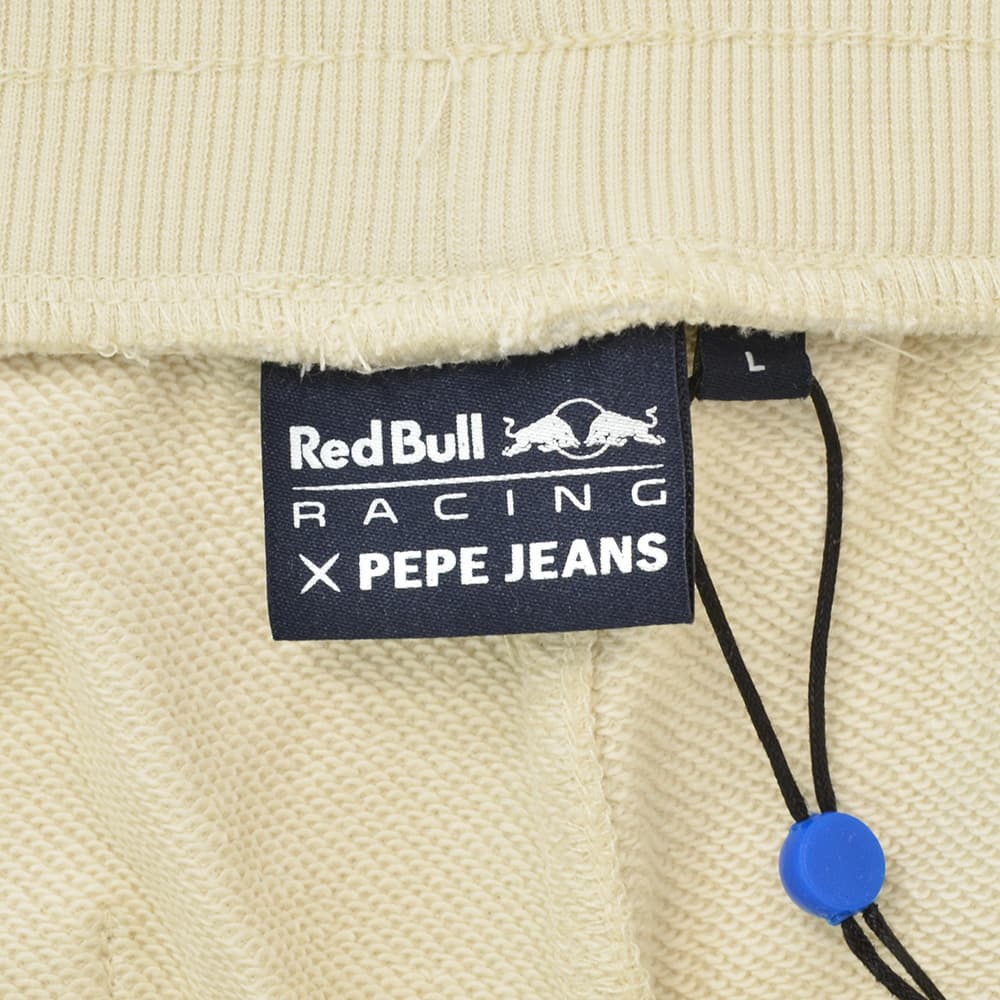 Red Bull
RACING
X PEPE JEANS
L